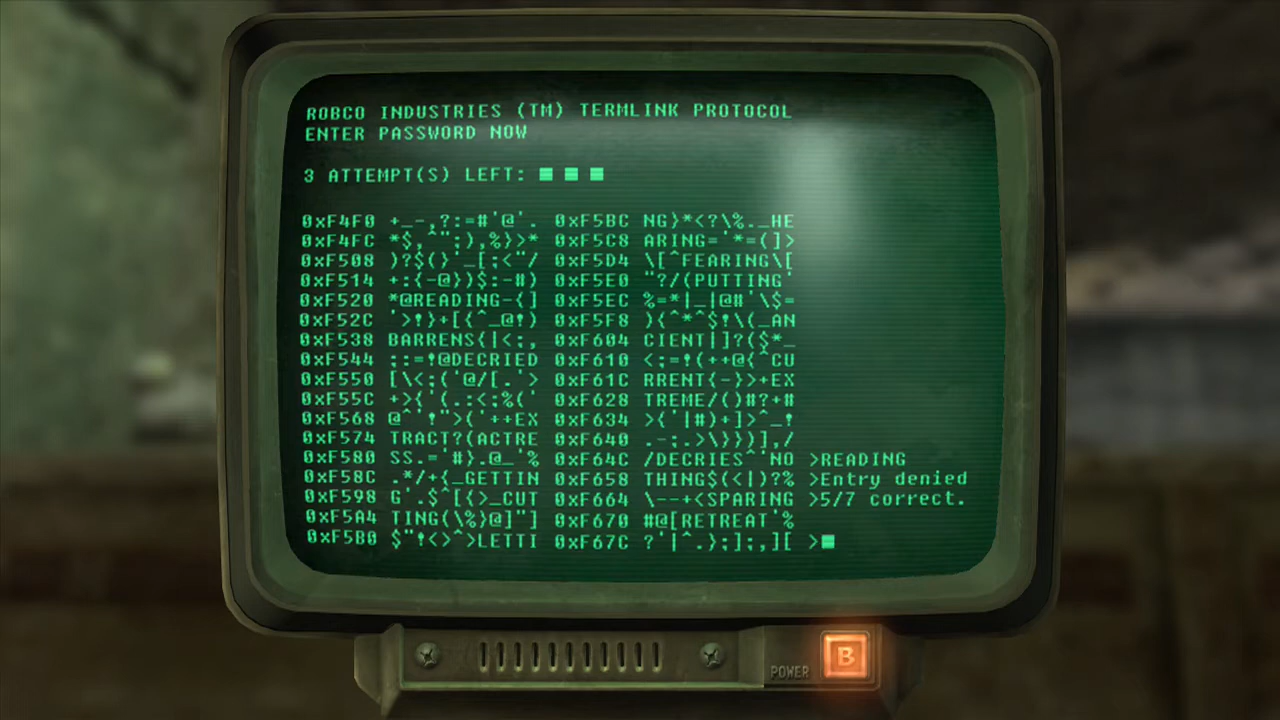 ROBCO INDUSTRIES (TM) TERMLINK PROTOCOL
ENTER PASSWORD NOW
3 ATTEMPT(S) LEFT: ■ ■ ■
0xF4F0 +_-,?:=#'@'. 0xF5BC NG}*<?\%._HE
0xF4FC *$,^";),%}>* 0xF5C8 ARING='*=(]>
0xF508 )?$(}'_[;<"/ 0xF5D4 \[^FEARING\[
0xF514 +:{-@})$:-#) 0xF5E0 "?/(PUTTING'
0xF520 *@READING-{] 0xF5EC %=*|_|@#'\$=
0xF52C '>!}+[{^_@!) 0xF5F8 ){^*^$!\(_AN
0xF538 BARRENS{|<:, 0xF604 CIENT|]?($*_
0xF544 ;:=!@DECRIED 0xF610 <;=!(++@{^CU
0xF550 [\<;('@/[.'> 0xF61C RRENT{-}>+EX
0xF55C +>{'(.:<:%(' 0xF628 TREME/()#?+#
0xF568 @^'!">('++EX 0xF634 >{'|#)+]>^_!
0xF574 TRACT?(ACTRE 0xF640 .-;.>\}})],/
0xF580 SS.='#}.@_'% 0xF64C /DECRIES^'NO >READING
0xF58C .*/+{_GETTIN 0xF658 THING$(<|)?% >Entry denied
0xF598 G'.$^[{>_CUT 0xF664 \--+<SPARING >5/7 correct.
0xF5A4 TING(\%}@]"] 0xF670 #@[RETREAT'%
0xF5B0 $"!<>^>LETTI 0xF67C ?'|^.};];,][ >■
POWER
B